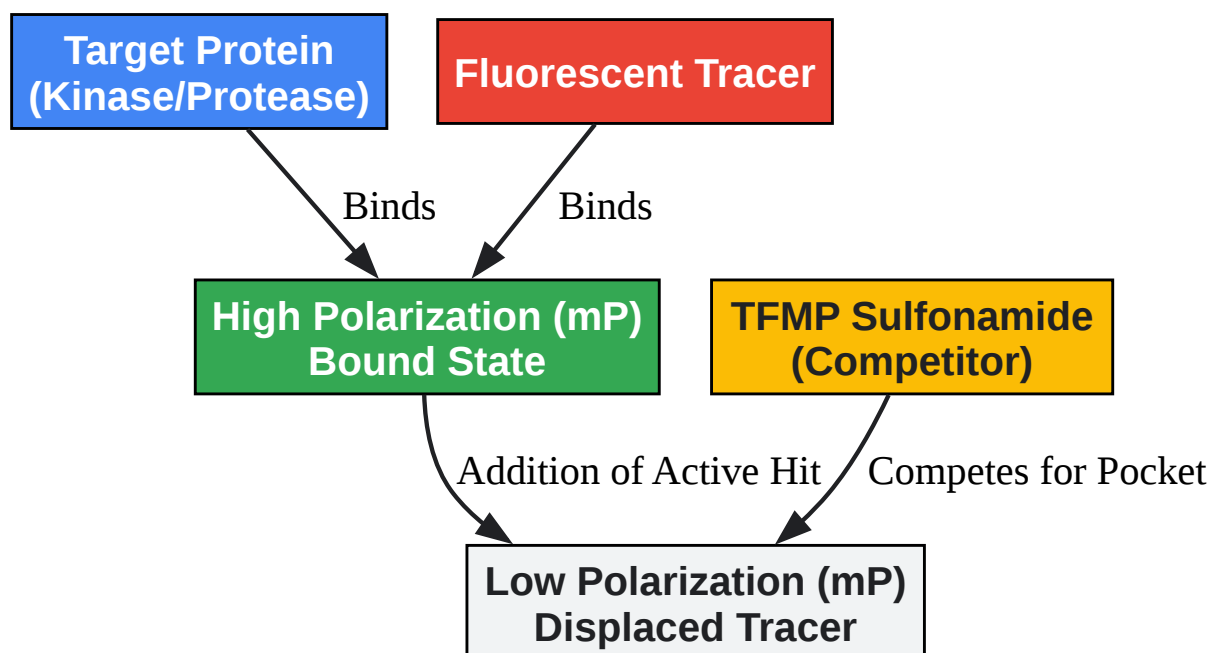 Target Protein
(Kinase/Protease)
Fluorescent Tracer
Binds
Binds
High Polarization (mP)
Bound State
TFMP Sulfonamide
(Competitor)
Addition of Active Hit
Competes for Pocket
Low Polarization (mP)
Displaced Tracer